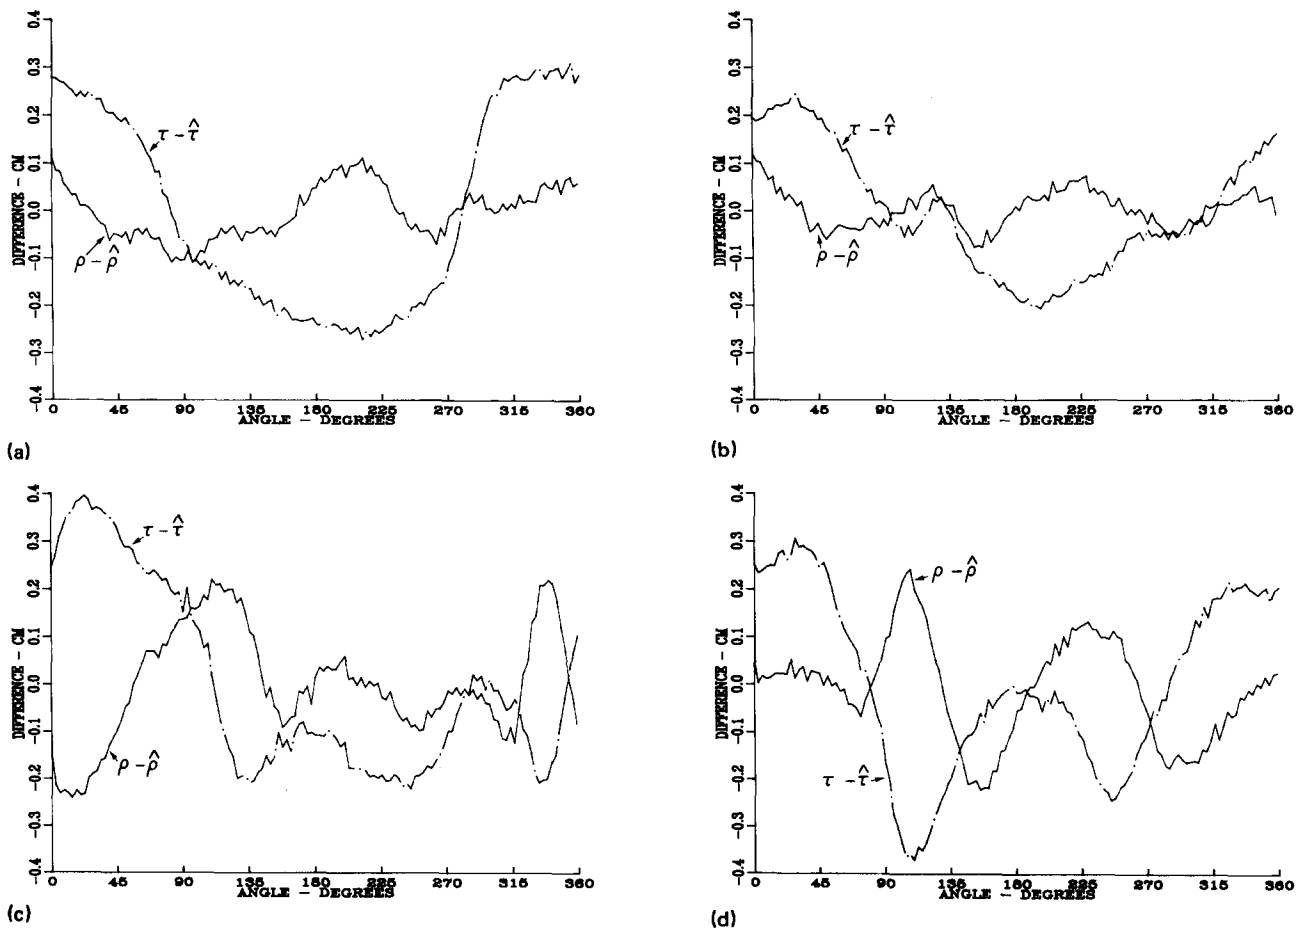 0.4
0.3
0.2
0.1
0.0
-0.1
-0.2
-0.3
-0.4
DIFFERENCE - CM
τ - τ̂
ρ - ρ̂
0 45 90 135 180 225 270 315 360
ANGLE - DEGREES
(a)
0.4
0.3
0.2
0.1
0.0
-0.1
-0.2
-0.3
-0.4
DIFFERENCE - CM
τ - τ̂
ρ - ρ̂
0 45 90 135 180 225 270 315 360
ANGLE - DEGREES
(b)
0.4
0.3
0.2
0.1
0.0
-0.1
-0.2
-0.3
-0.4
DIFFERENCE - CM
τ - τ̂
ρ - ρ̂
0 45 90 135 180 225 270 315 360
ANGLE - DEGREES
(c)
0.4
0.3
0.2
0.1
0.0
-0.1
-0.2
-0.3
-0.4
DIFFERENCE - CM
ρ - ρ̂
τ - τ̂
0 45 90 135 180 225 270 315 360
ANGLE - DEGREES
(d)